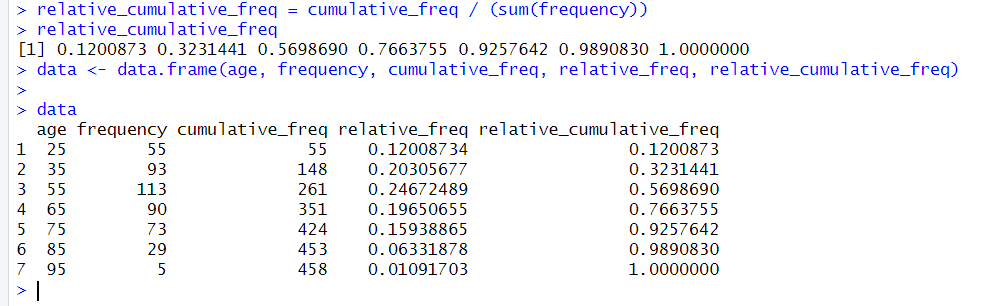 > relative_cumulative_freq = cumulative_freq / (sum(frequency))
> relative_cumulative_freq
[1] 0.1200873 0.3231441 0.5698690 0.7663755 0.9257642 0.9890830 1.0000000
> data <- data.frame(age, frequency, cumulative_freq, relative_freq, relative_cumulative_freq)
>
> data
age frequency cumulative_freq relative_freq relative_cumulative_freq
1 25 55 55 0.12008734 0.1200873
2 35 93 148 0.20305677 0.3231441
3 55 113 261 0.24672489 0.5698690
4 65 90 351 0.19650655 0.7663755
5 75 73 424 0.15938865 0.9257642
6 85 29 453 0.06331878 0.9890830
7 95 5 458 0.01091703 1.0000000
>